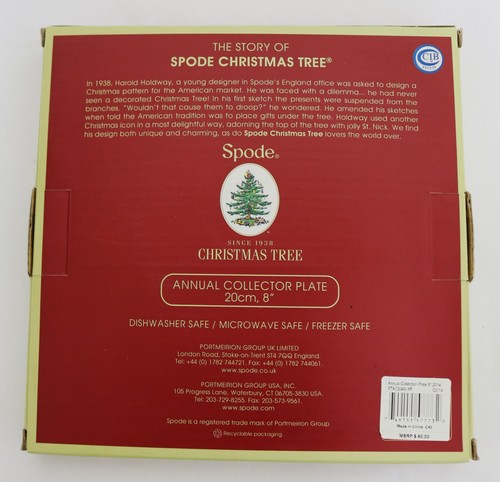 THE STORY OF
SPODE CHRISTMAS TREE®
CTB
In 1938, Harold Holdway, a young designer in Spode's England office was asked to design a
Christmas pattern for the American market. He was faced with a dilemma... he had never
seen a decorated Christmas Tree! In his first sketch the presents were suspended from the
branches. "Wouldn't that cause them to droop?" he wondered. He amended his sketches
when told the American tradition was to place gifts under the tree. Holdway used another
Christmas icon in a most delightful way, adorning the top of the tree with jolly St. Nick. We find
his design both unique and charming, as do Spode Christmas Tree lovers the world over.
Spode®
SINCE 1938
CHRISTMAS TREE
ANNUAL COLLECTOR PLATE
20cm, 8"
DISHWASHER SAFE / MICROWAVE SAFE / FREEZER SAFE
PORTMEIRION GROUP UK LIMITED
London Road, Stoke-on-Trent ST4 7QQ England.
Tel: +44 (0) 1782 744721. Fax: +44 (0) 1782 744061.
www.spode.co.uk
PORTMEIRION GROUP USA, INC.
105 Progress Lane, Waterbury, CT 06705-3830 USA.
Tel: 203-729-8255. Fax: 203-573-9561.
www.spode.com
Spode is a registered trade mark of Portmeirion Group
Recyclable packaging
Annual Collectors Plate 8" 2014
Made in China
MSRP $